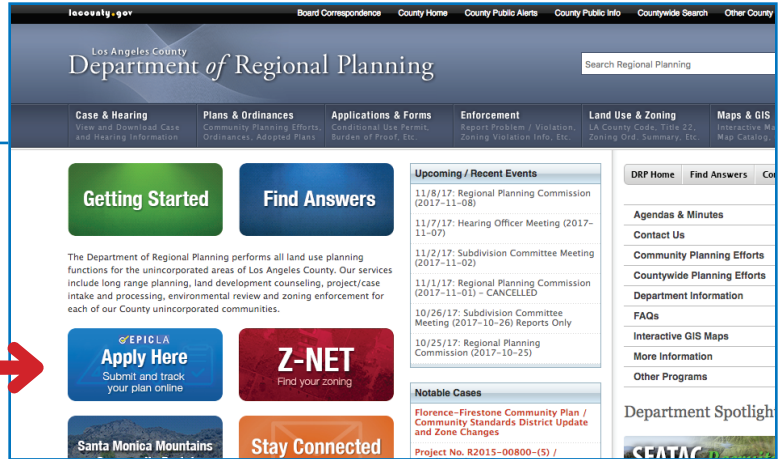 lacounty.gov
Board Correspondence County Home County Public Alerts County Public Info Countywide Search Other County
Los Angeles County
Department of Regional Planning
Search Regional Planning
Case & Hearing
View and Download Case
and Hearing Information
Plans & Ordinances
Community Planning Efforts,
Ordinances, Adopted Plans
Applications & Forms
Conditional Use Permit,
Burden of Proof, Etc.
Enforcement
Report Problem / Violation,
Zoning Violation Info, Etc.
Land Use & Zoning
LA County Code, Title 22,
Zoning Ord. Summary, Etc.
Maps & GIS
Interactive
Map Catalog,
Getting Started
Find Answers
The Department of Regional Planning performs all land use planning
functions for the unincorporated areas of Los Angeles County. Our services
include long range planning, land development counseling, project/case
intake and processing, environmental review and zoning enforcement for
each of our County unincorporated communities.
EPICLA
Apply Here
Submit and track
your plan online
Z-NET
Find your zoning
Santa Monica Mountains
Stay Connected
Upcoming / Recent Events
11/8/17: Regional Planning Commission
(2017-11-08)
11/7/17: Hearing Officer Meeting (2017-
11-07)
11/2/17: Subdivision Committee Meeting
(2017-11-02)
11/1/17: Regional Planning Commission
(2017-11-01) – CANCELLED
10/26/17: Subdivision Committee
Meeting (2017-10-26) Reports Only
10/25/17: Regional Planning
Commission (2017-10-25)
Notable Cases
Florence-Firestone Community Plan /
Community Standards District Update
and Zone Changes
Project No. R2015-00800-(5) /
DRP Home Find Answers
Agendas & Minutes
Contact Us
Community Planning Efforts
Countywide Planning Efforts
Department Information
FAQs
Interactive GIS Maps
More Information
Other Programs
Department Spotligh
SEATAC